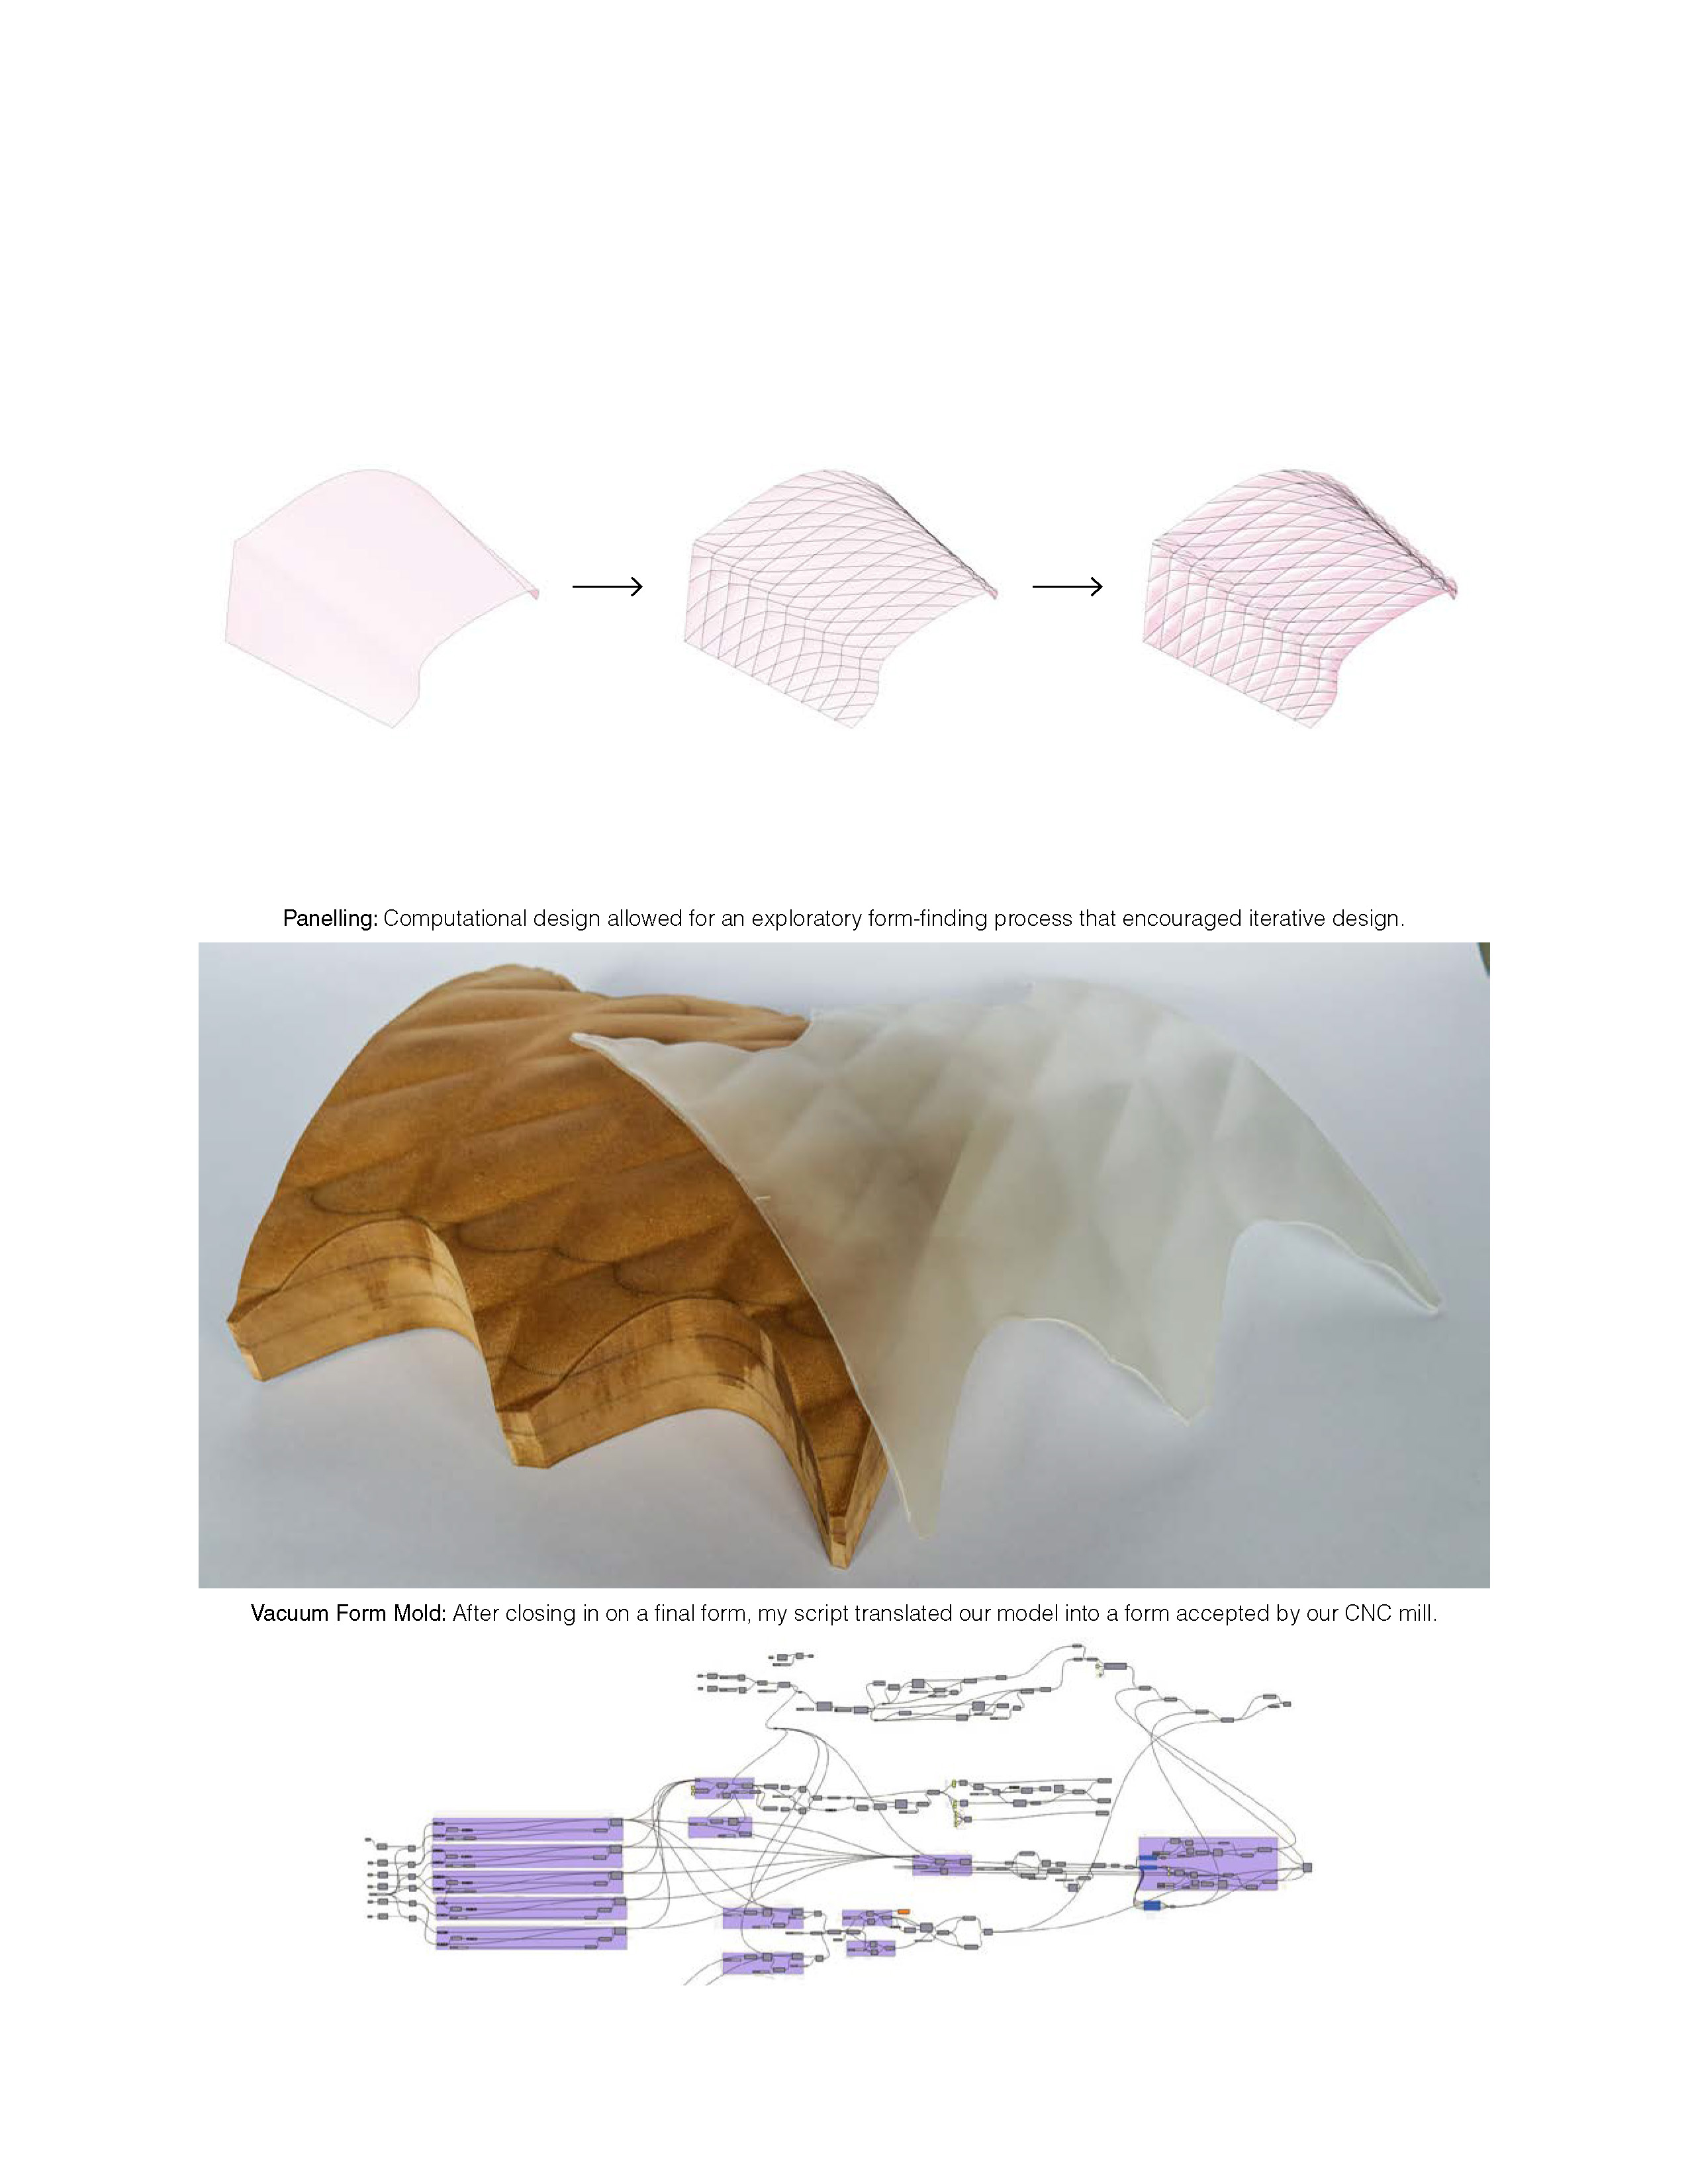 Panelling: Computational design allowed for an exploratory form-finding process that encouraged iterative design.
Vacuum Form Mold: After closing in on a final form, my script translated our model into a form accepted by our CNC mill.